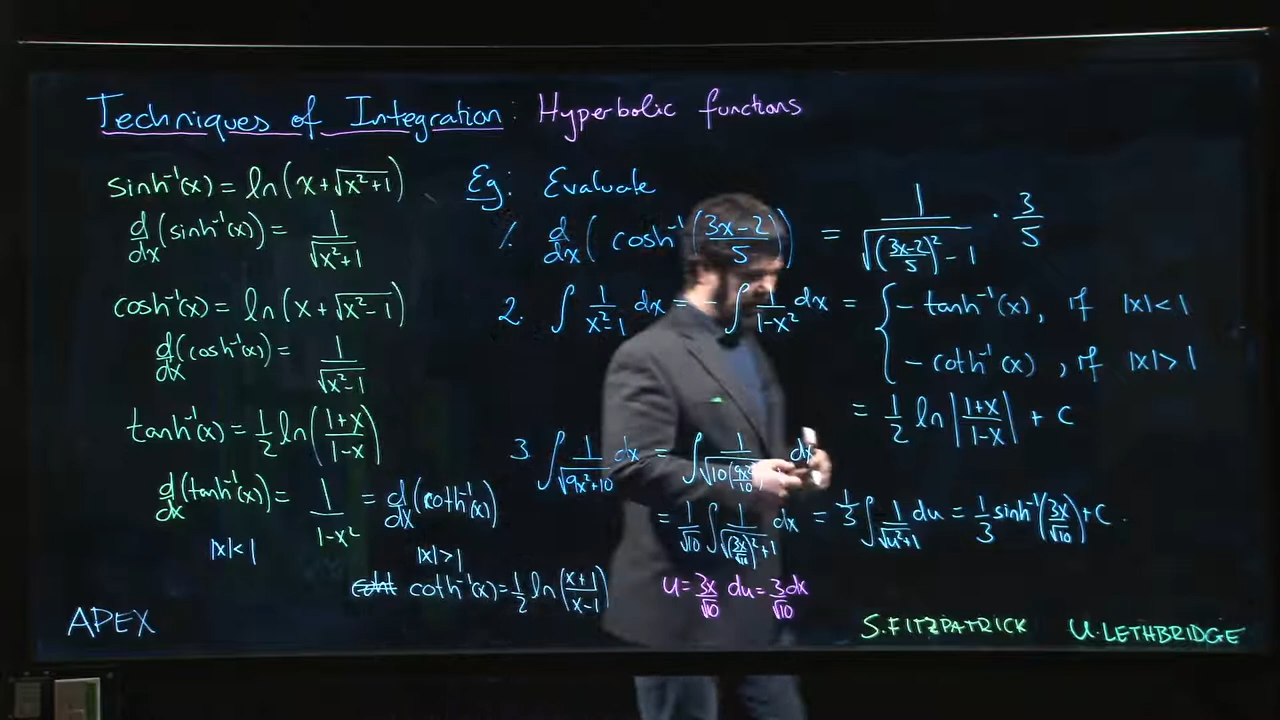 Techniques of Integration: Hyperbolic functions
sinh⁻¹(x) = ln(x+√(x²+1))
d/dx(sinh⁻¹(x)) = 1/√(x²+1)
cosh⁻¹(x) = ln(x+√(x²-1))
d/dx(cosh⁻¹(x)) = 1/√(x²-1)
tanh⁻¹(x) = 1/2 ln((1+x)/(1-x))
d/dx(tanh⁻¹(x)) = 1/(1-x²) = d/dx(coth⁻¹(x))
|x|<1 |x|>1
coth⁻¹(x) = 1/2 ln((x+1)/(x-1))
Eg: Evaluate
1. d/dx(cosh⁻¹((3x-2)/5)) = 1/√(((3x-2)/5)²-1) · 3/5
2. ∫ 1/(x²-1) dx = -∫ 1/(1-x²) dx = { -tanh⁻¹(x), if |x|<1
-coth⁻¹(x), if |x|>1
= 1/2 ln|(1+x)/(1-x)| + C
3. ∫ 1/√(9x²+10) dx = ∫ 1/√(10(9x²/10 dx
= 1/√10 ∫ 1/√((3x/√10)²+1) dx = 1/3 ∫ 1/√(u²+1) du = 1/3 sinh⁻¹(3x/√10) + C.
u = 3x/√10 du = 3dx/√10
APEX
S.FITZPATRICK U.LETHBRIDGE